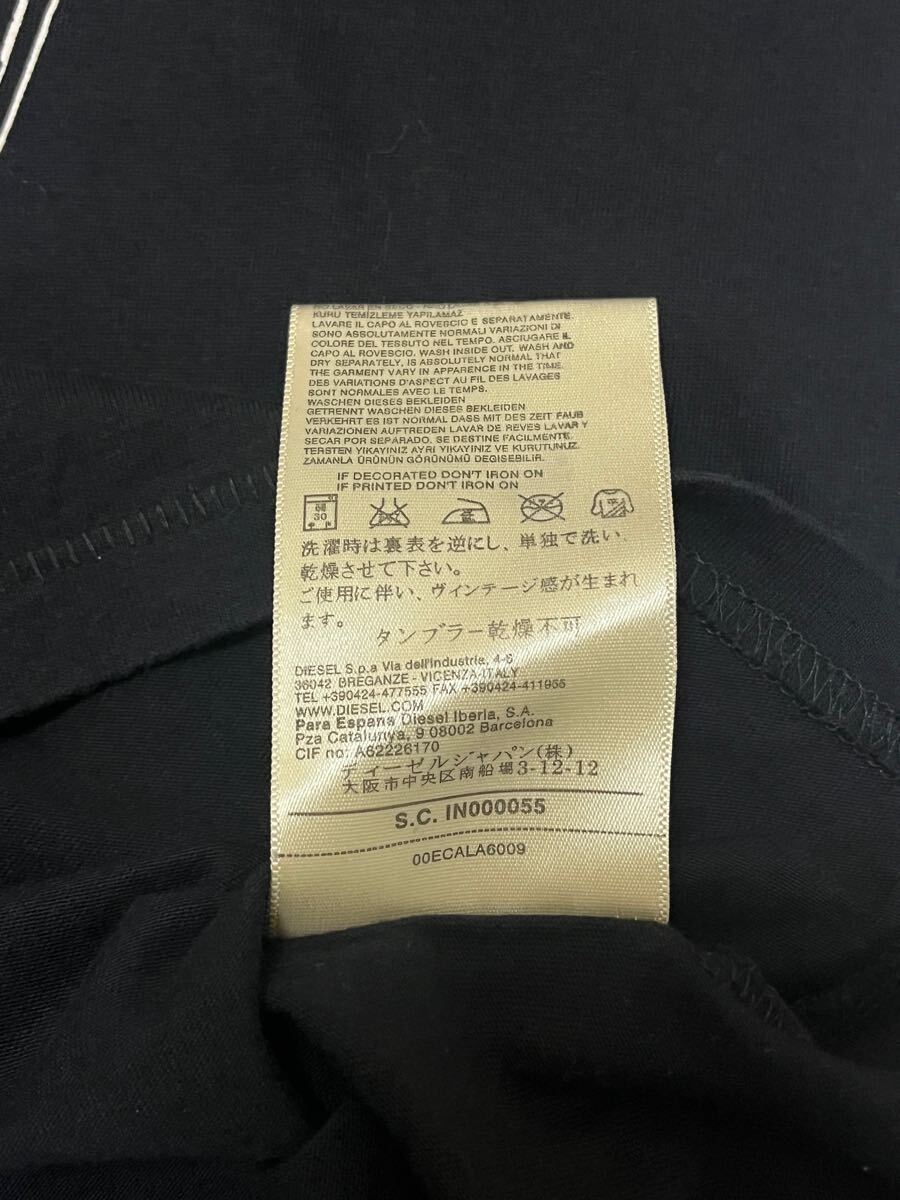 KURU TEMIZLEME YAPILAMAZ
LAVARE IL CAPO AL ROVESCIO E SEPARATAMENTE.
SONO ASSOLUTAMENTE NORMALI VARIAZIONI DI
COLORE DEL TESSUTO NEL TEMPO. ASCIUGARE IL
CAPO AL ROVESCIO. WASH INSIDE OUT. WASH AND
DRY SEPARATELY, IS ABSOLUTELY NORMAL THAT
THE GARMENT VARY IN APPARENCE IN THE TIME.
DES VARIATIONS D'ASPECT AU FIL DES LAVAGES
SONT NORMALES AVEC LE TEMPS.
WASCHEN DIESES BEKLEIDEN
GETRENNT WASCHEN DIESES BEKLEIDEN
VERKEHRT ES IST NORMAL DASS MIT DES ZEIT FAUB
VARIAZIONEN AUFTREDEN LAVAR DE REVES LAVAR Y
SECAR POR SEPARADO. SE DESTINE FACILMENTE.
TERSTEN YIKAYINIZ AYRI YIKAYINIZ VE KURUTUNUZ.
ZAMANLA ÜRÜNÜN GÖRÜNÜMÜ DEGISEBILIR.
IF DECORATED DON'T IRON ON
IF PRINTED DON'T IRON ON
30 中
洗濯時は裏表を逆にし、単独で洗い
乾燥させて下さい。
ご使用に伴い、ヴィンテージ感が生まれ
ます。
タンブラー乾燥不可
DIESEL S.p.a Via dell'industria, 4-6
36042 BREGANZE - VICENZA-ITALY
TEL +390424-477555 FAX +390424-411955
WWW.DIESEL.COM
Para Espana Diesel Iberia, S.A.
Pza Catalunya, 9 08002 Barcelona
CIF no: A62226170
ディーゼルジャパン(株)
大阪市中央区南船場3-12-12
S.C. IN000055
00ECALA6009